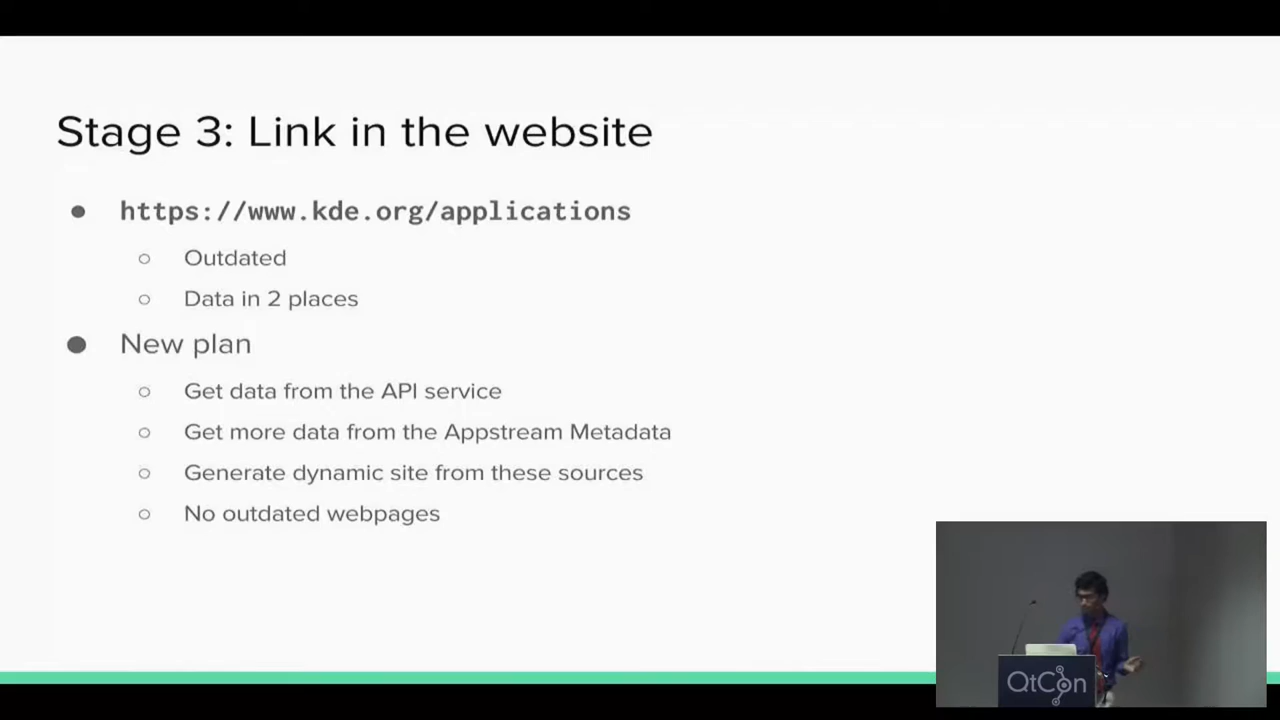 Stage 3: Link in the website
● https://www.kde.org/applications
○ Outdated
○ Data in 2 places
● New plan
○ Get data from the API service
○ Get more data from the Appstream Metadata
○ Generate dynamic site from these sources
○ No outdated webpages
QtCon